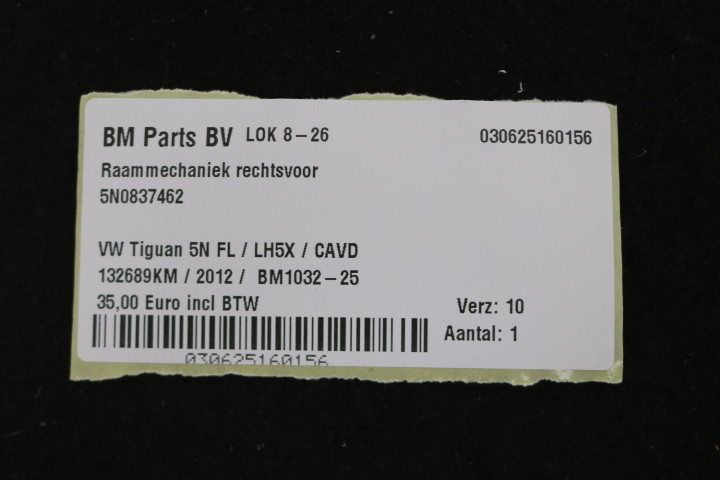 BM Parts BV LOK 8-26 030625160156
Raammechaniek rechtsvoor
5N0837462
VW Tiguan 5N FL / LH5X / CAVD
132689KM / 2012 / BM1032-25
35,00 Euro incl BTW Verz: 10
Aantal: 1
030625160156